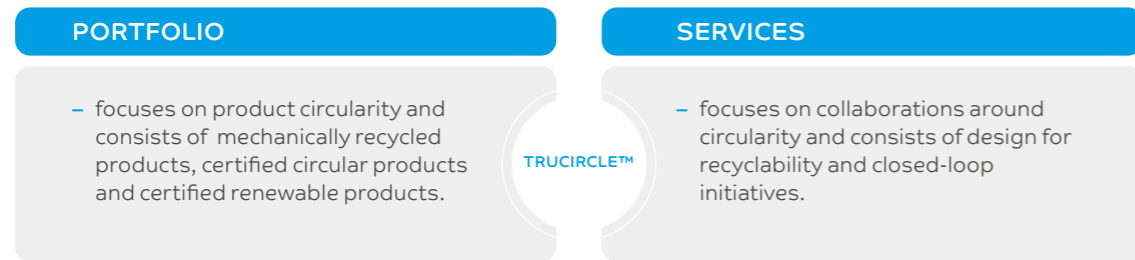 PORTFOLIO
– focuses on product circularity and
consists of mechanically recycled
products, certified circular products
and certified renewable products.
TRUCIRCLE™
SERVICES
– focuses on collaborations around
circularity and consists of design for
recyclability and closed-loop
initiatives.